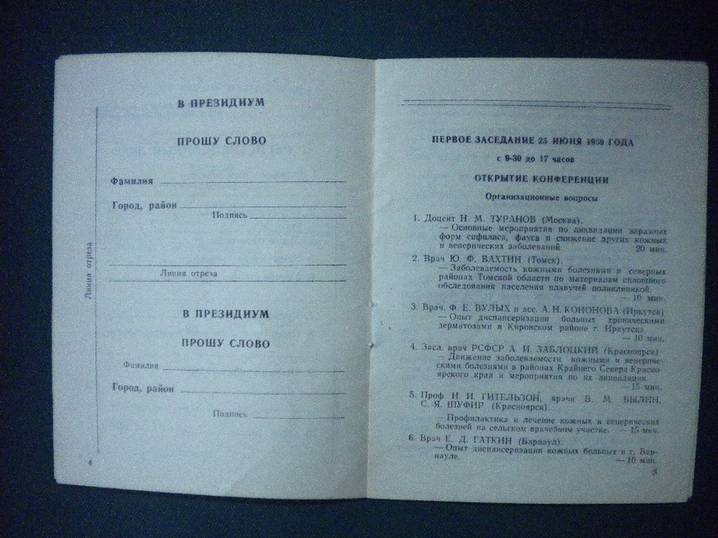 В ПРЕЗИДИУМ
ПРОШУ СЛОВО
Фамилия
Город, район
Подпись
Линия отреза
Линия отреза
В ПРЕЗИДИУМ
ПРОШУ СЛОВО
Фамилия
Город, район
Подпись
4
ПЕРВОЕ ЗАСЕДАНИЕ 25 ИЮНЯ 1959 ГОДА
с 9-30 до 17 часов
ОТКРЫТИЕ КОНФЕРЕНЦИИ
Организационные вопросы
1. Доцент Н. М. ТУРАНОВ (Москва).
— Основные мероприятия по ликвидации заразных
форм сифилиса, фавуса и снижение других кожных
и венерических заболеваний. 20 мин.
2. Врач Ю. Ф. ВАХТИН (Томск).
— Заболеваемость кожными болезнями в северных
районах Томской области по материалам сплошного
обследования населения плавучей поликлиникой.
— 10 мин.
3. Врач. Ф. Е. ВУЛЫХ и асс. А. Н. КОНОНОВА (Иркутск)
— Опыт диспансеризации больных хроническими
дерматозами в Кировском районе г. Иркутска.
— 10 мин.
4. Засл. врач РСФСР А. И. ЗАБЛОЦКИЙ (Красноярск)
— Движение заболеваемости кожными и венериче-
скими болезнями в районах Крайнего Севера Красно-
ярского края и мероприятия по их ликвидации.
— 15 мин.
5. Проф. И. И. ГИТЕЛЬЗОН, врачи В. М. БЫЛИН,
С. Я. ШУФИР (Красноярск).
— Профилактика и лечение кожных и венерических
болезней на сельском врачебном участке. — 15 мин.
6. Врач Е. Д. ГАТКИН (Барнаул).
— Опыт диспансеризации кожных больных в г. Бар-
науле. — 10 мин.
5